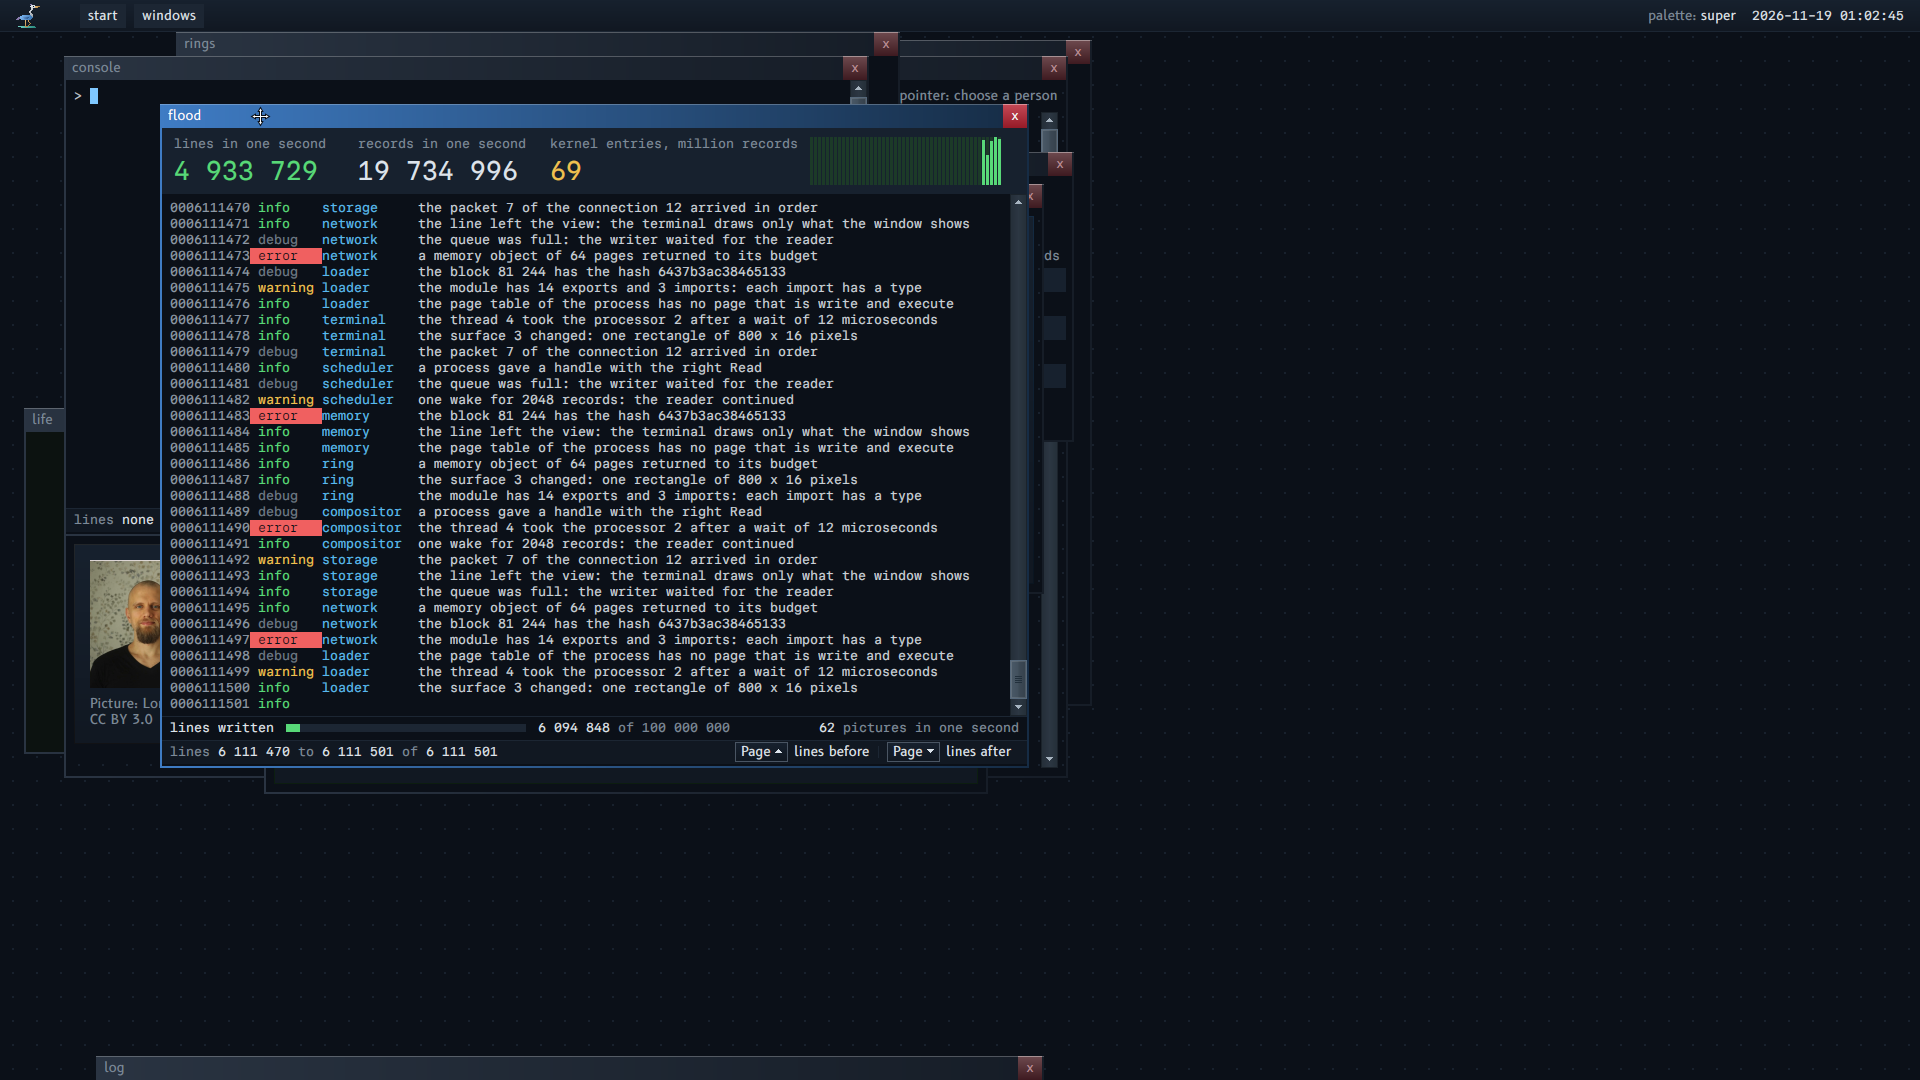 start windows palette: super 2026-11-19 01:02:45
rings x
x
console x x
> pointer: choose a person
flood x
lines in one second records in one second kernel entries, million records
4 933 729 19 734 996 69
x
x
0006111470 info storage the packet 7 of the connection 12 arrived in order
0006111471 info network the line left the view: the terminal draws only what the window shows
0006111472 debug network the queue was full: the writer waited for the reader
0006111473 error network a memory object of 64 pages returned to its budget
ds
0006111474 debug loader the block 81 244 has the hash 6437b3ac38465133
0006111475 warning loader the module has 14 exports and 3 imports: each import has a type
0006111476 info loader the page table of the process has no page that is write and execute
0006111477 info terminal the thread 4 took the processor 2 after a wait of 12 microseconds
0006111478 info terminal the surface 3 changed: one rectangle of 800 x 16 pixels
0006111479 debug terminal the packet 7 of the connection 12 arrived in order
0006111480 info scheduler a process gave a handle with the right Read
0006111481 debug scheduler the queue was full: the writer waited for the reader
0006111482 warning scheduler one wake for 2048 records: the reader continued
0006111483 error memory the block 81 244 has the hash 6437b3ac38465133
life
0006111484 info memory the line left the view: the terminal draws only what the window shows
0006111485 info memory the page table of the process has no page that is write and execute
0006111486 info ring a memory object of 64 pages returned to its budget
0006111487 info ring the surface 3 changed: one rectangle of 800 x 16 pixels
0006111488 debug ring the module has 14 exports and 3 imports: each import has a type
0006111489 debug compositor a process gave a handle with the right Read
lines none
0006111490 error compositor the thread 4 took the processor 2 after a wait of 12 microseconds
0006111491 info compositor one wake for 2048 records: the reader continued
0006111492 warning storage the packet 7 of the connection 12 arrived in order
0006111493 info storage the line left the view: the terminal draws only what the window shows
0006111494 info storage the queue was full: the writer waited for the reader
0006111495 info network a memory object of 64 pages returned to its budget
0006111496 debug network the block 81 244 has the hash 6437b3ac38465133
0006111497 error network the module has 14 exports and 3 imports: each import has a type
0006111498 debug loader the page table of the process has no page that is write and execute
0006111499 warning loader the thread 4 took the processor 2 after a wait of 12 microseconds
0006111500 info loader the surface 3 changed: one rectangle of 800 x 16 pixels
0006111501 info
Picture: Lo
CC BY 3.0
lines written 6 094 848 of 100 000 000 62 pictures in one second
lines 6 111 470 to 6 111 501 of 6 111 501 Page lines before Page lines after
log x